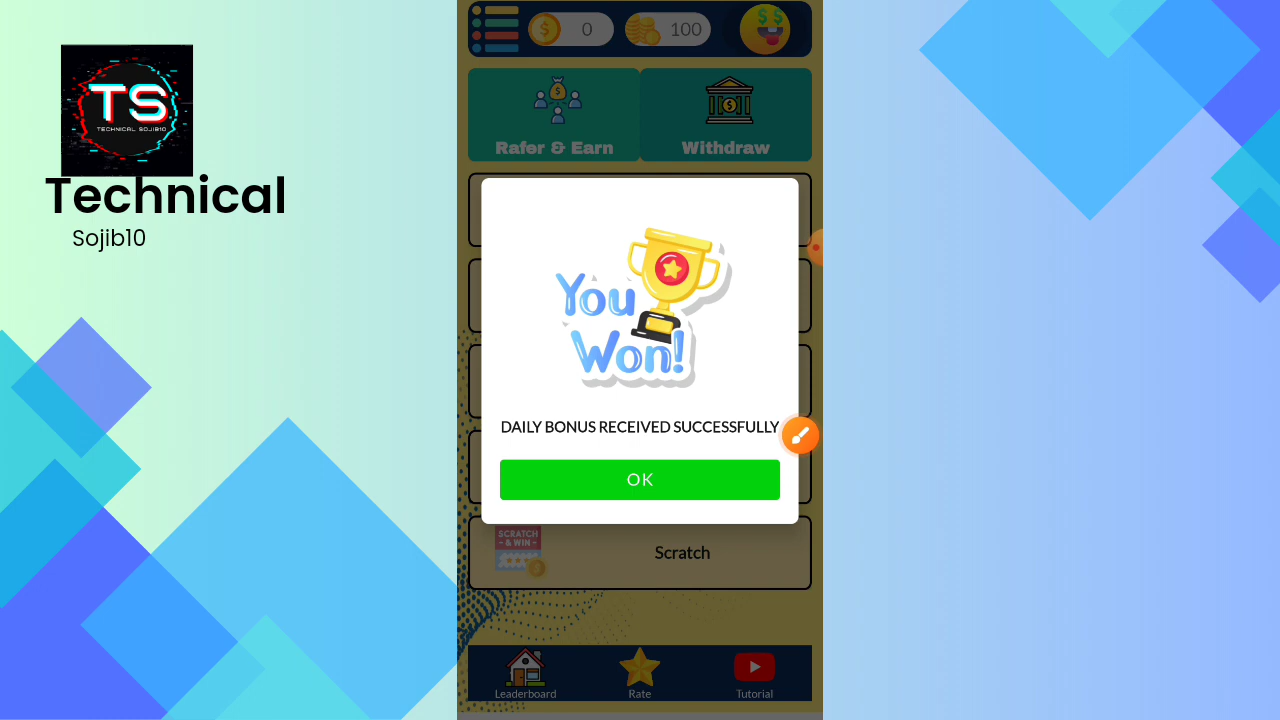 TS
TECHNICAL SOJIB10
Technical
Sojib10
0
100
Rafer & Earn
Withdraw
You
Won!
DAILY BONUS RECEIVED SUCCESSFULLY
OK
SCRATCH
& WIN
Scratch
Leaderboard
Rate
Tutorial